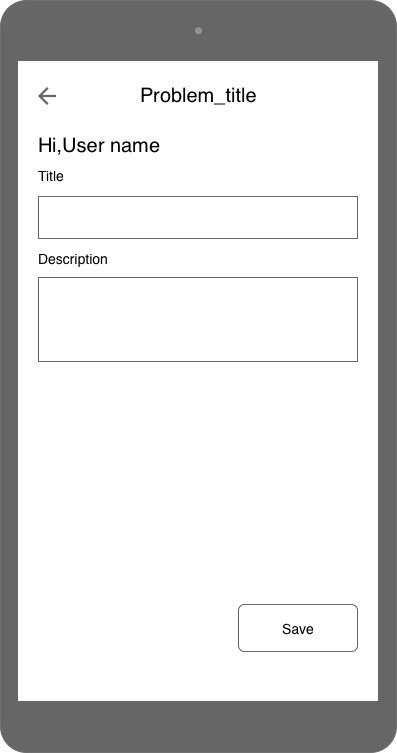 Problem_title
Hi,User name
Title
Description
Save